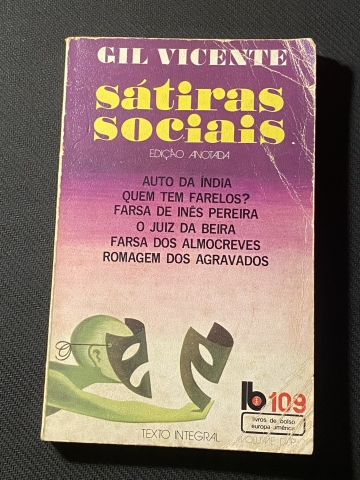 GIL VICENTE
sátiras
sociais
EDIÇÃO ANOTADA
AUTO DA ÍNDIA
QUEM TEM FARELOS?
FARSA DE INÊS PEREIRA
O JUIZ DA BEIRA
FARSA DOS ALMOCREVES
ROMAGEM DOS AGRAVADOS
lb 109
livros de bolso
europa-américa
TEXTO INTEGRAL
VOLUME